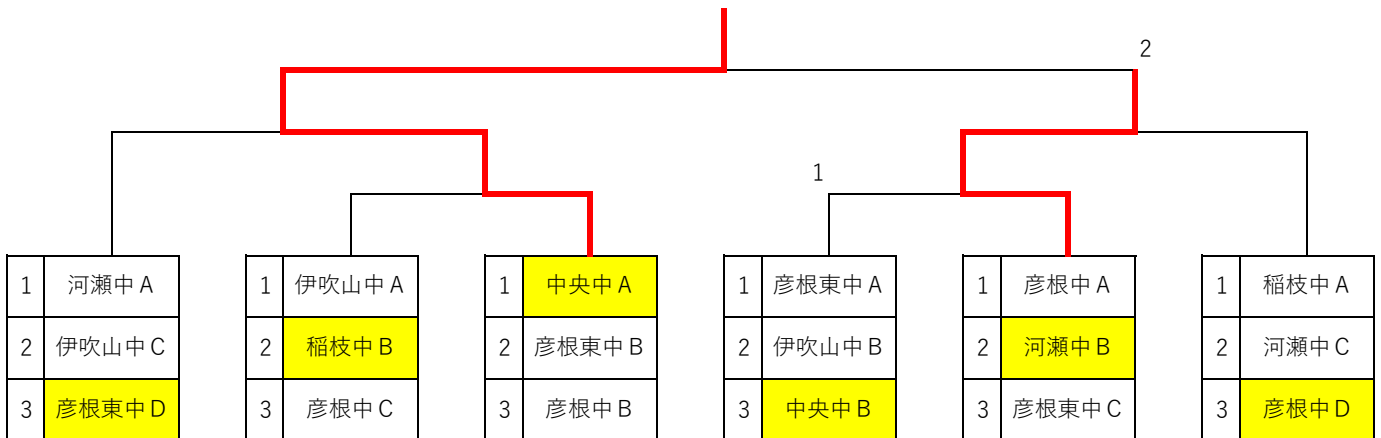 2
1
1 河瀬中A
2 伊吹山中C
3 彦根東中D
1 伊吹山中A
2 稲枝中B
3 彦根中C
1 中央中A
2 彦根東中B
3 彦根中B
1 彦根東中A
2 伊吹山中B
3 中央中B
1 彦根中A
2 河瀬中B
3 彦根東中C
1 稲枝中A
2 河瀬中C
3 彦根中D